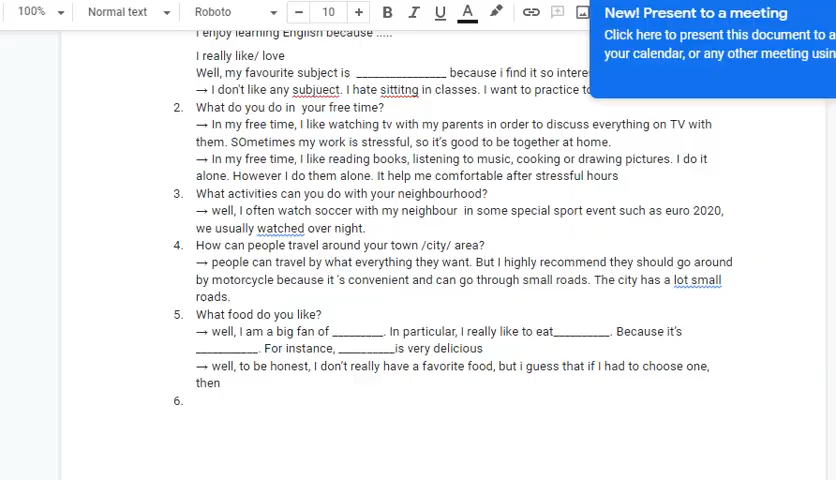 100% Normal text Roboto − 10 + B I U A
New! Present to a meeting
Click here to present this document to a
your calendar, or any other meeting usin
I enjoy learning English because .....
I really like/ love
Well, my favourite subject is ________________ because i find it so intere
→ I don't like any subjuect. I hate sittitng in classes. I want to practice to
2. What do you do in your free time?
→ In my free time, I like watching tv with my parents in order to discuss everything on TV with
them. SOmetimes my work is stressful, so it's good to be together at home.
→ In my free time, I like reading books, listening to music, cooking or drawing pictures. I do it
alone. However I do them alone. It help me comfortable after stressful hours
3. What activities can you do with your neighbourhood?
→ well, I often watch soccer with my neighbour in some special sport event such as euro 2020,
we usually watched over night.
4. How can people travel around your town /city/ area?
→ people can travel by what everything they want. But I highly recommend they should go around
by motorcycle because it 's convenient and can go through small roads. The city has a lot small
roads.
5. What food do you like?
→ well, I am a big fan of _________. In particular, I really like to eat__________. Because it's
___________. For instance, __________is very delicious
→ well, to be honest, I don't really have a favorite food, but i guess that if I had to choose one,
then
6.